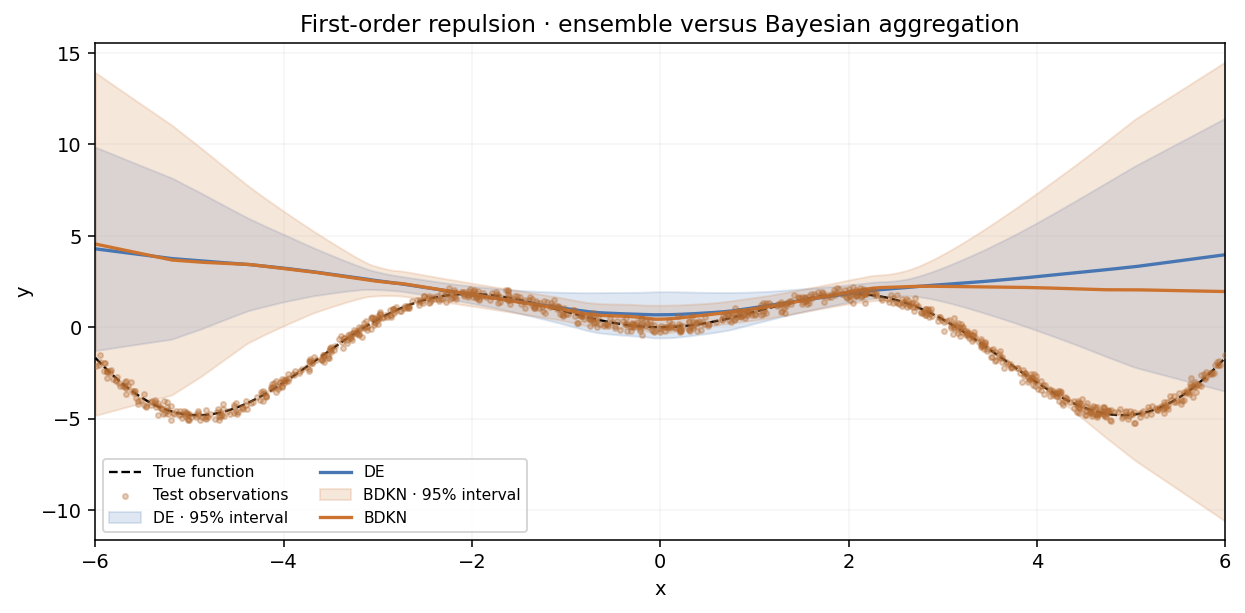 First-order repulsion · ensemble versus Bayesian aggregation
15
10
5
0
−5
−10
y
True function
Test observations
DE · 95% interval
DE
BDKN · 95% interval
BDKN
−6
−4
−2
0
2
4
6
x